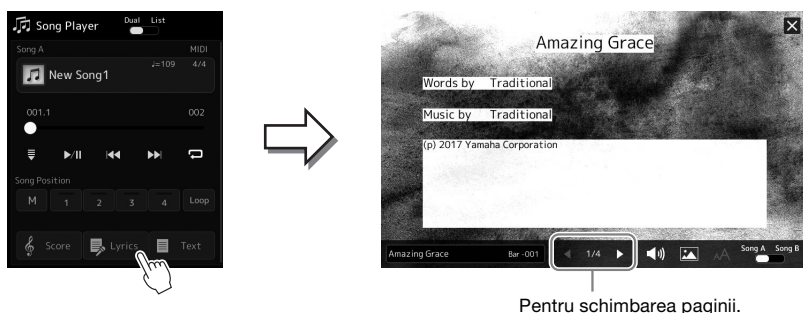 Song Player
Dual List
Song A MIDI
♩=109 4/4
New Song1
001.1 002
Song Position
M 1 2 3 4 Loop
Score Lyrics Text
Amazing Grace
Words by Traditional
Music by Traditional
(p) 2017 Yamaha Corporation
Amazing Grace Bar-001 1/4 AA Song A Song B
Pentru schimbarea paginii.